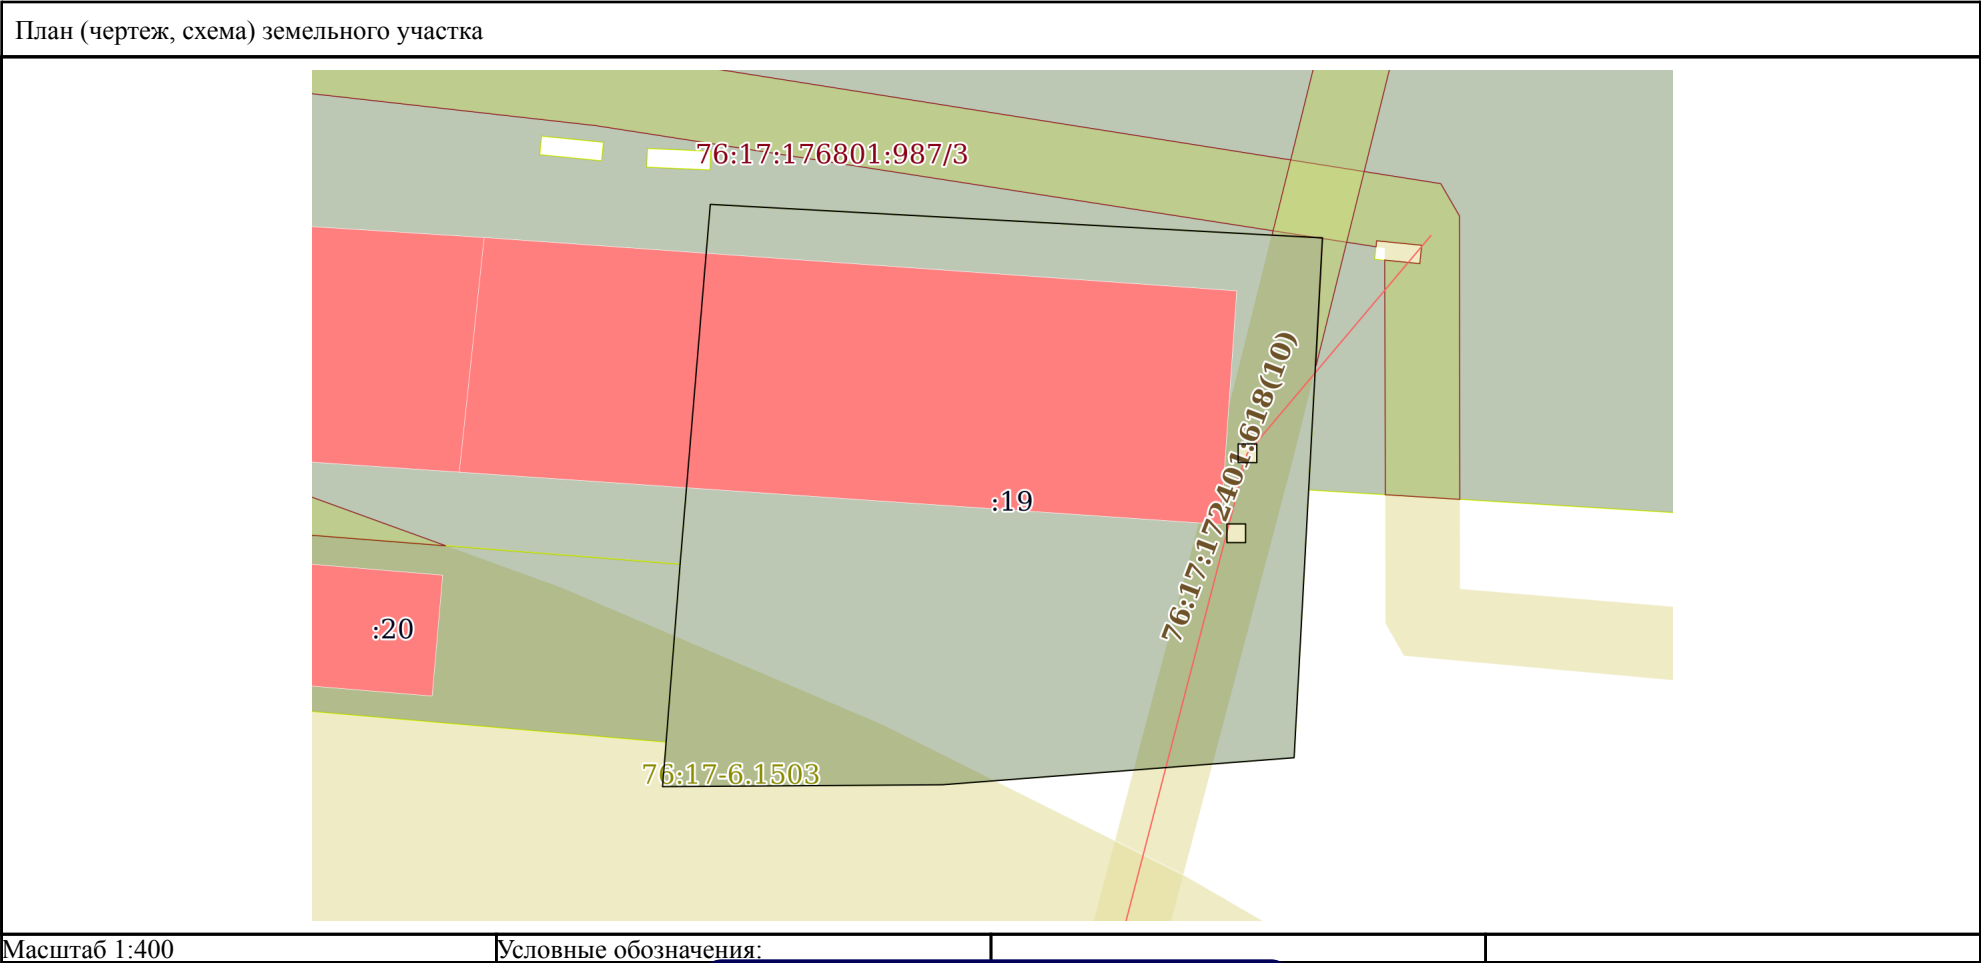 План (чертеж, схема) земельного участка
76:17:176801:987/3
76:17:172401:618(10)
:19
:20
76:17-6.1503
Масштаб 1:400
Условные обозначения: